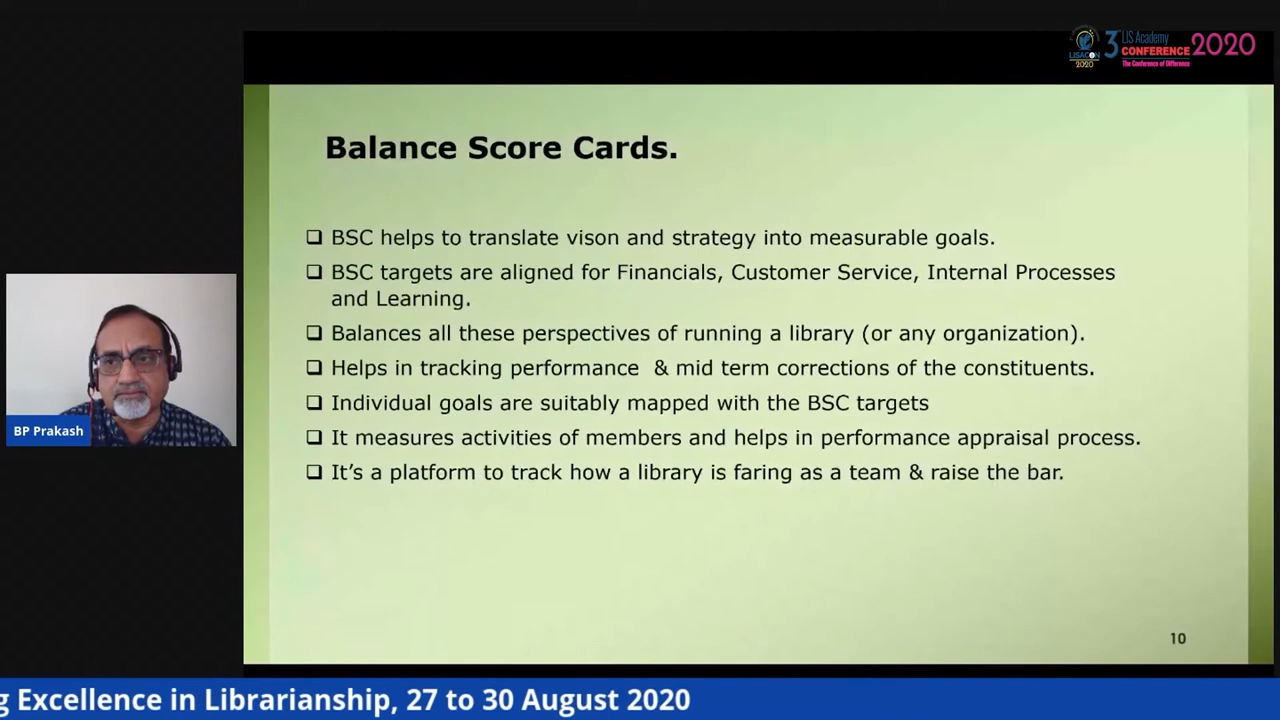 LISACON
2020
3rd LIS Academy
CONFERENCE 2020
The Conference of Difference
Balance Score Cards.
❑ BSC helps to translate vison and strategy into measurable goals.
❑ BSC targets are aligned for Financials, Customer Service, Internal Processes
and Learning.
❑ Balances all these perspectives of running a library (or any organization).
❑ Helps in tracking performance & mid term corrections of the constituents.
❑ Individual goals are suitably mapped with the BSC targets
❑ It measures activities of members and helps in performance appraisal process.
❑ It’s a platform to track how a library is faring as a team & raise the bar.
BP Prakash
10
g Excellence in Librarianship, 27 to 30 August 2020